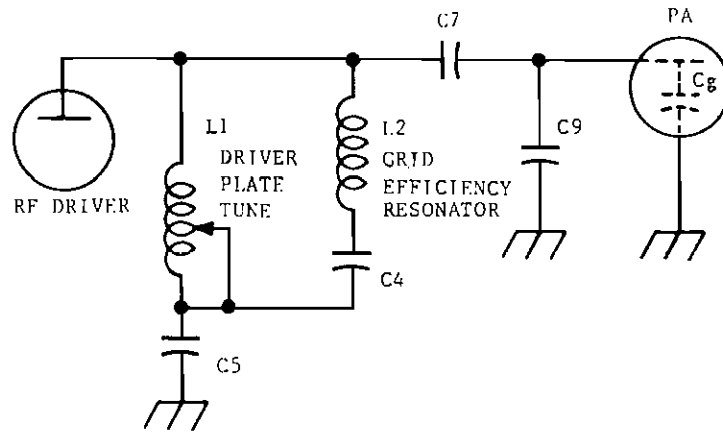 C7
PA
Cg
L1
DRIVER
PLATE
TUNE
L2
GRID
EFFICIENCY
RESONATOR
C9
RF DRIVER
C4
C5